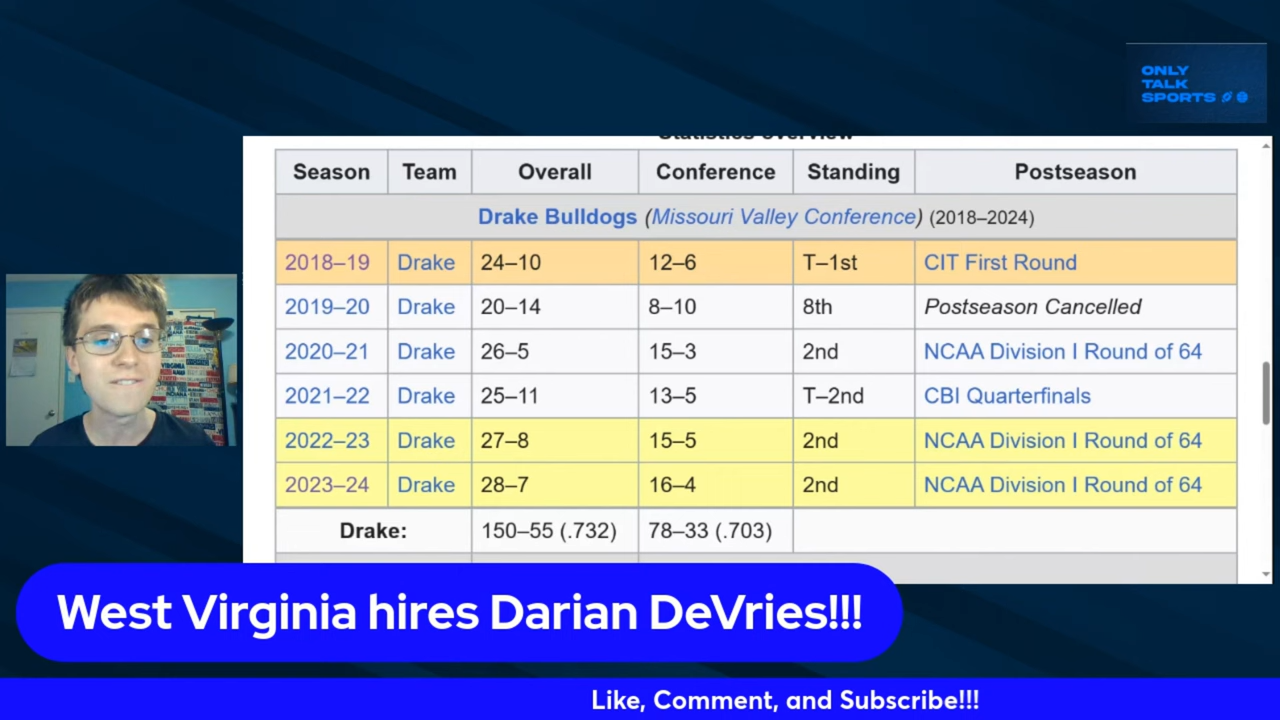 ONLY
TALK
SPORTS
Statistics overview
Season Team Overall Conference Standing Postseason
Drake Bulldogs (Missouri Valley Conference) (2018–2024)
2018–19 Drake 24–10 12–6 T–1st CIT First Round
2019–20 Drake 20–14 8–10 8th Postseason Cancelled
2020–21 Drake 26–5 15–3 2nd NCAA Division I Round of 64
2021–22 Drake 25–11 13–5 T–2nd CBI Quarterfinals
2022–23 Drake 27–8 15–5 2nd NCAA Division I Round of 64
2023–24 Drake 28–7 16–4 2nd NCAA Division I Round of 64
Drake: 150–55 (.732) 78–33 (.703)
West Virginia hires Darian DeVries!!!
Like, Comment, and Subscribe!!!